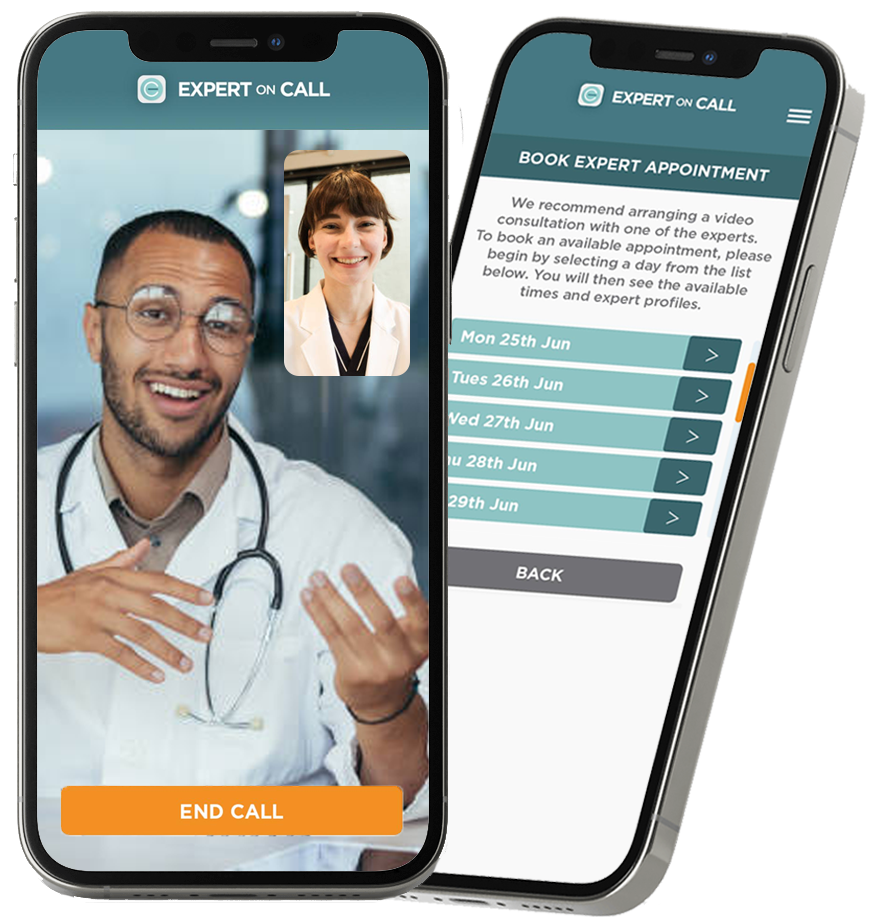 EXPERT ON CALL
END CALL
EXPERT ON CALL
BOOK EXPERT APPOINTMENT
We recommend arranging a video
consultation with one of the experts.
To book an available appointment, please
begin by selecting a day from the list
below. You will then see the available
times and expert profiles.
Mon 25th Jun
Tues 26th Jun
Wed 27th Jun
28th Jun
29th Jun
BACK